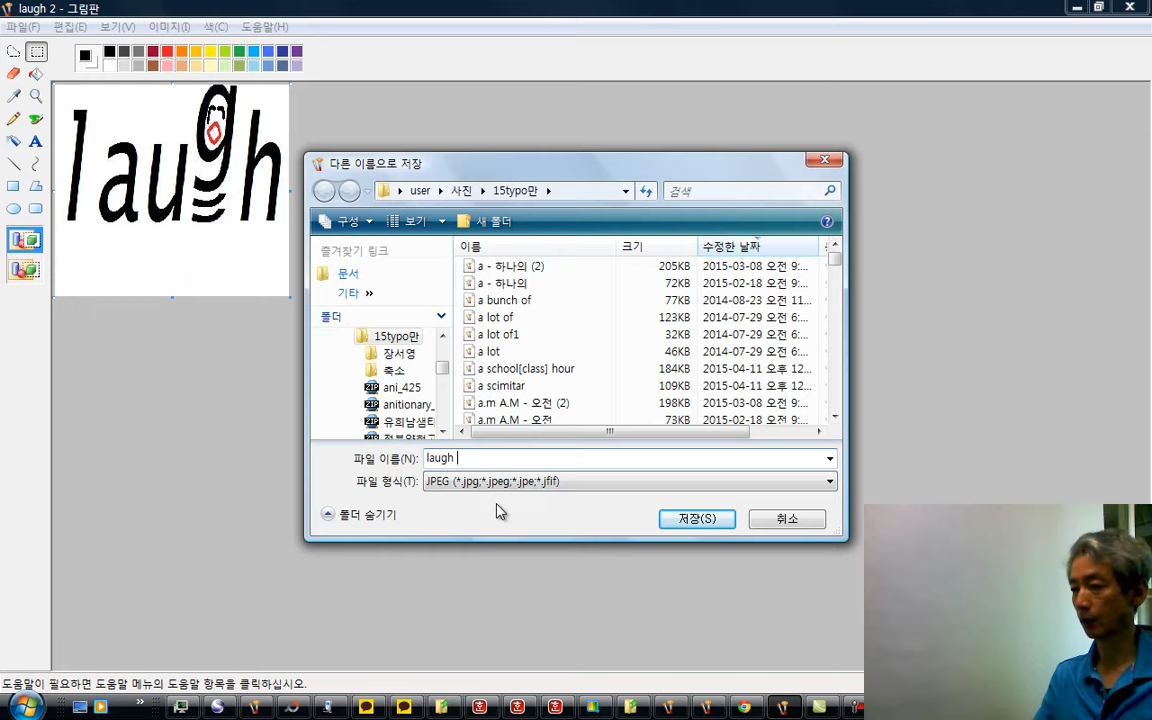 laugh 2 - 그림판
파일(F) 편집(E) 보기(V) 이미지(I) 색(C) 도움말(H)
laugh
다른 이름으로 저장
user 사진 15typo만
검색
구성 보기 새 폴더
즐겨찾기 링크
문서
기타 »
폴더
15typo만
장서영
축소
ani_425
anitionary_
유희남샘티
이름 크기 수정한 날짜
a - 하나의 (2) 205KB 2015-03-08 오전 9:...
a - 하나의 72KB 2015-02-18 오전 9:...
a bunch of 77KB 2014-08-23 오전 11...
a lot of 123KB 2014-07-29 오전 6:...
a lot of1 32KB 2014-07-29 오전 6:...
a lot 46KB 2014-07-29 오전 6:...
a school[class] hour 184KB 2015-04-11 오후 12...
a scimitar 109KB 2015-04-11 오후 12...
a.m A.M - 오전 (2) 198KB 2015-03-08 오전 9:...
a.m A.M - 오전 73KB 2015-02-18 오전 9:...
파일 이름(N): laugh
파일 형식(T): JPEG (*.jpg;*.jpeg;*.jpe;*.jfif)
폴더 숨기기 저장(S) 취소
도움말이 필요하면 도움말 메뉴의 도움말 항목을 클릭하십시오.